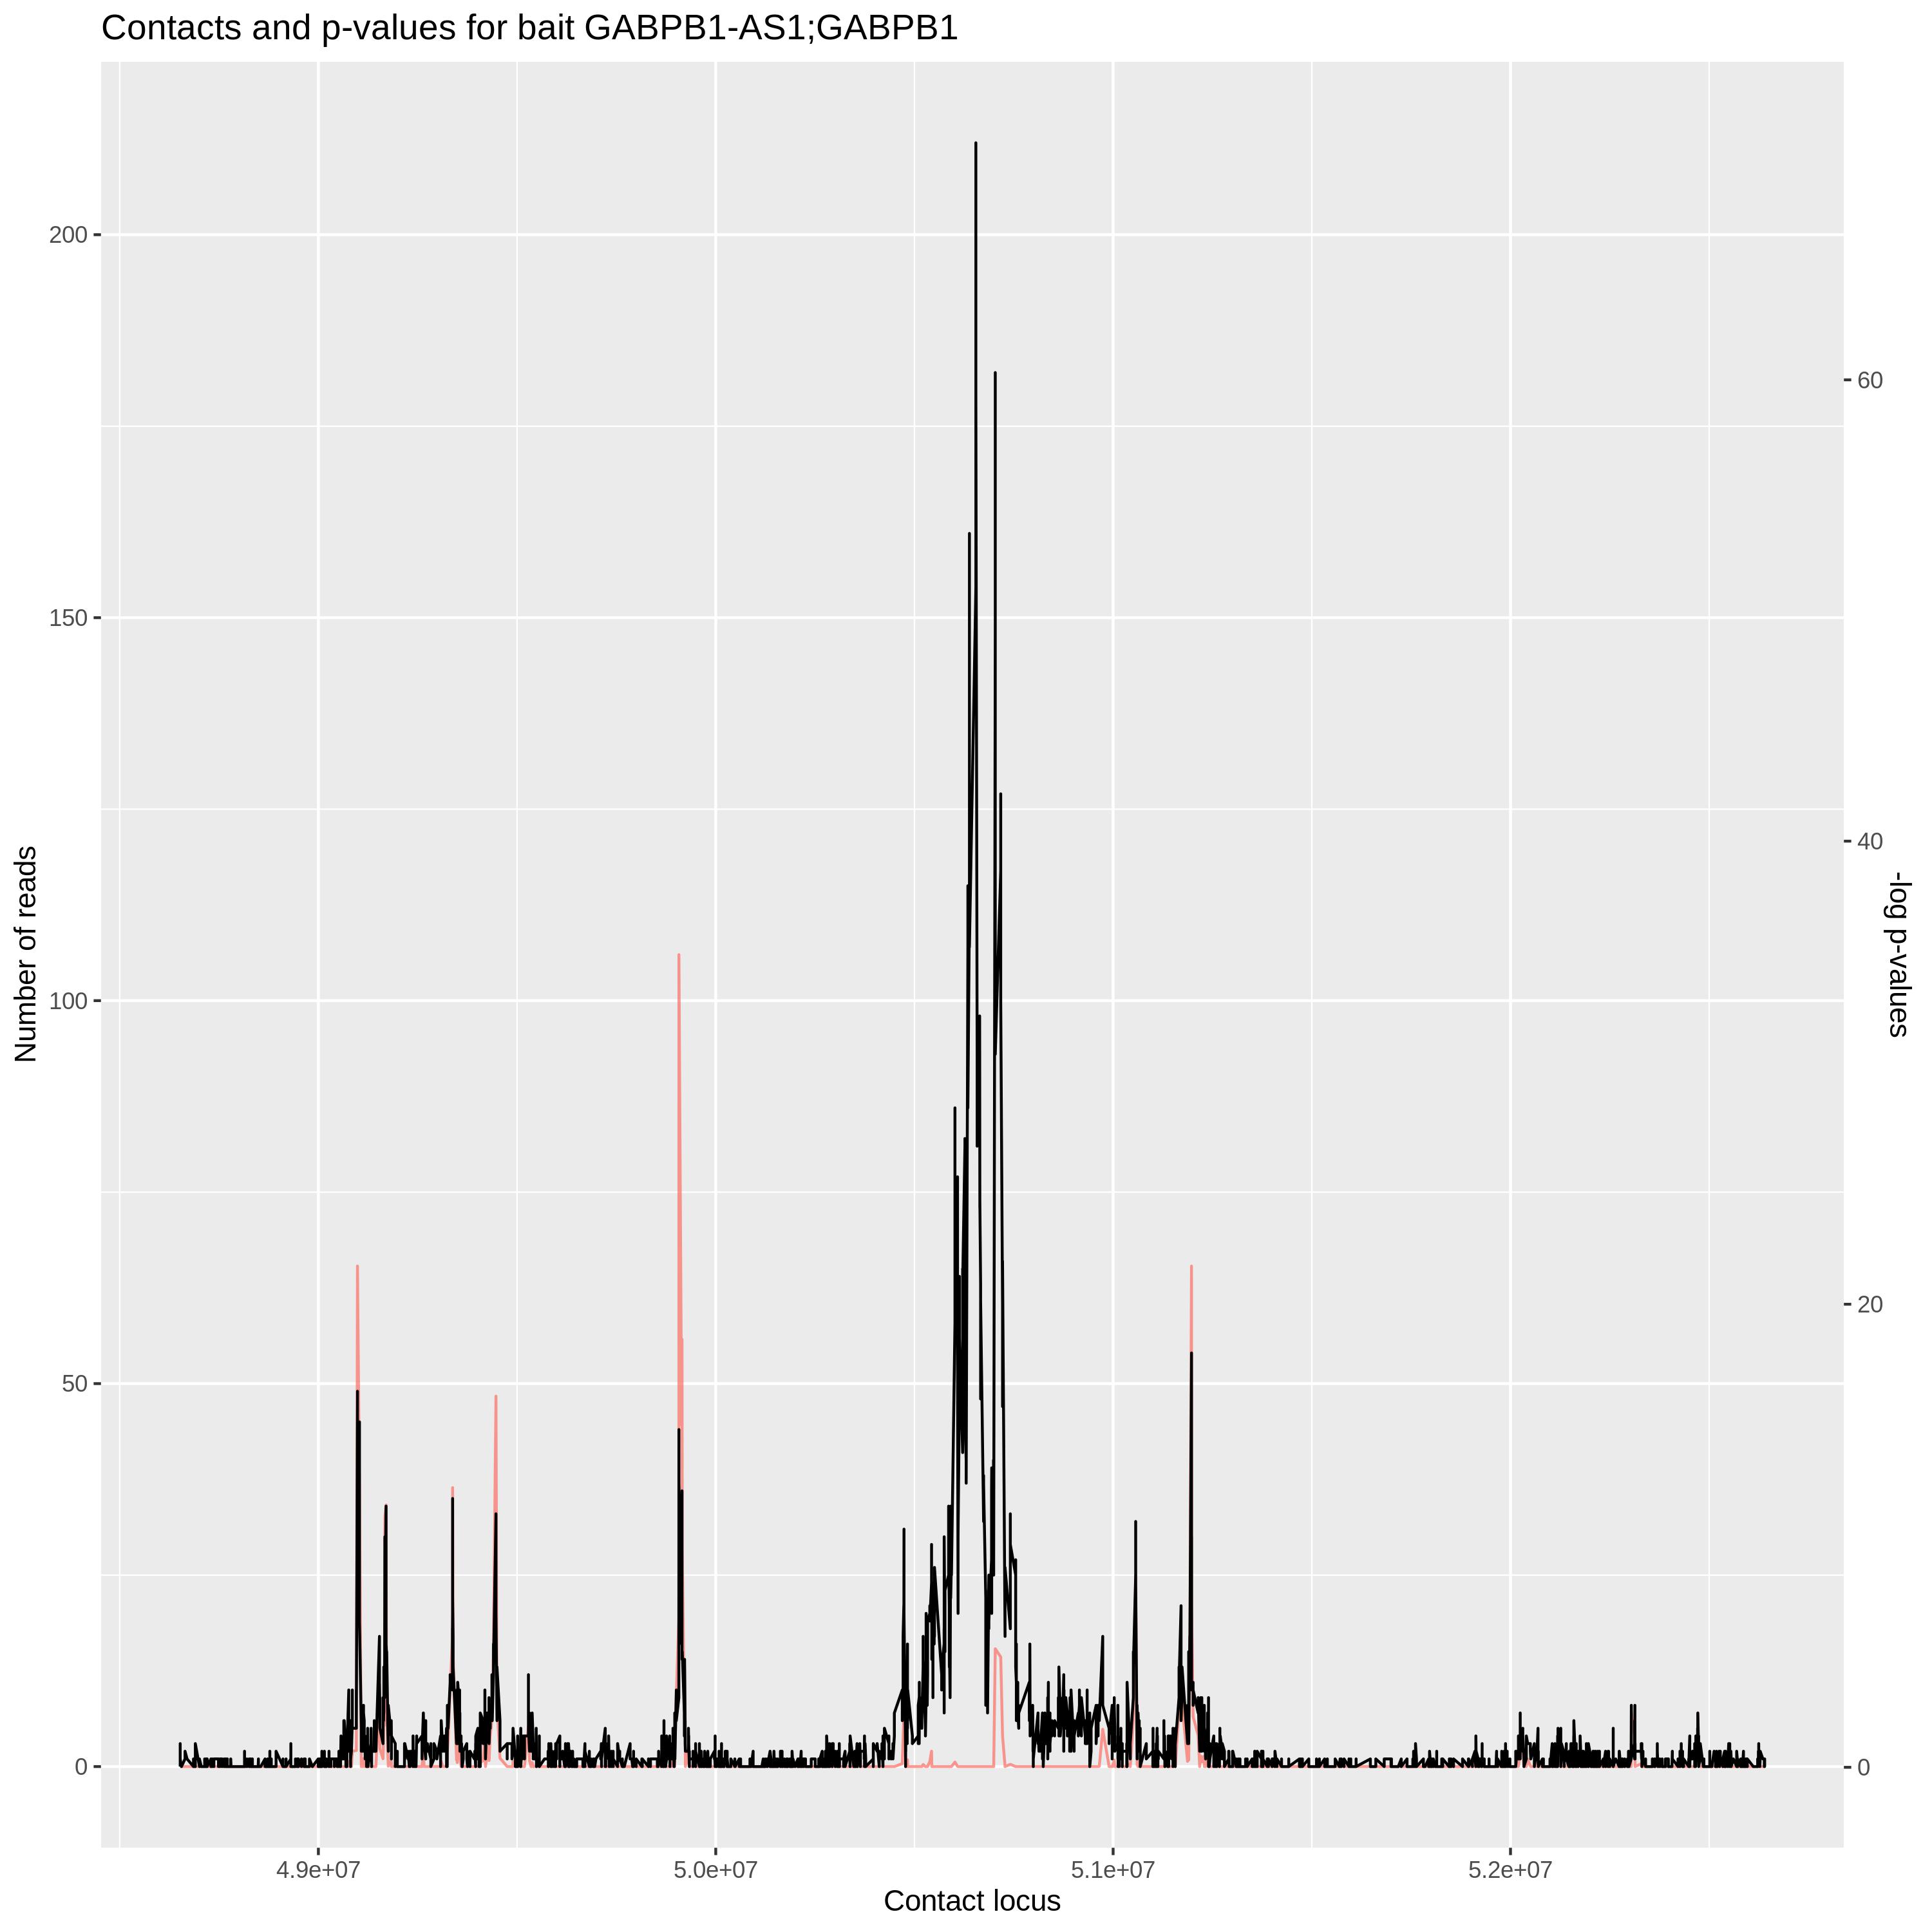 Contacts and p-values for bait GABPB1-AS1;GABPB1
200
150
100
50
0
Number of reads
60
40
20
0
-log p-values
4.9e+07 5.0e+07 5.1e+07 5.2e+07
Contact locus